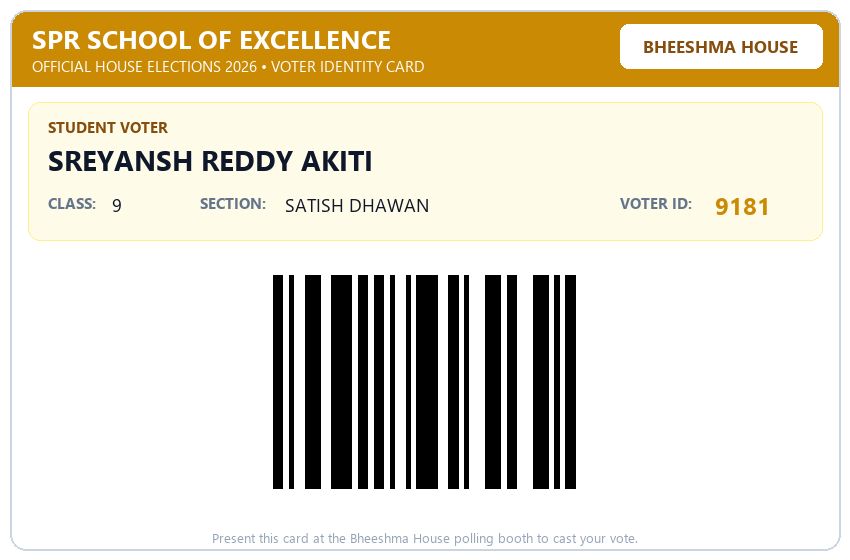 SPR SCHOOL OF EXCELLENCE
OFFICIAL HOUSE ELECTIONS 2026 • VOTER IDENTITY CARD
BHEESHMA HOUSE
STUDENT VOTER
SREYANSH REDDY AKITI
CLASS: 9 SECTION: SATISH DHAWAN VOTER ID: 9181
Present this card at the Bheeshma House polling booth to cast your vote.